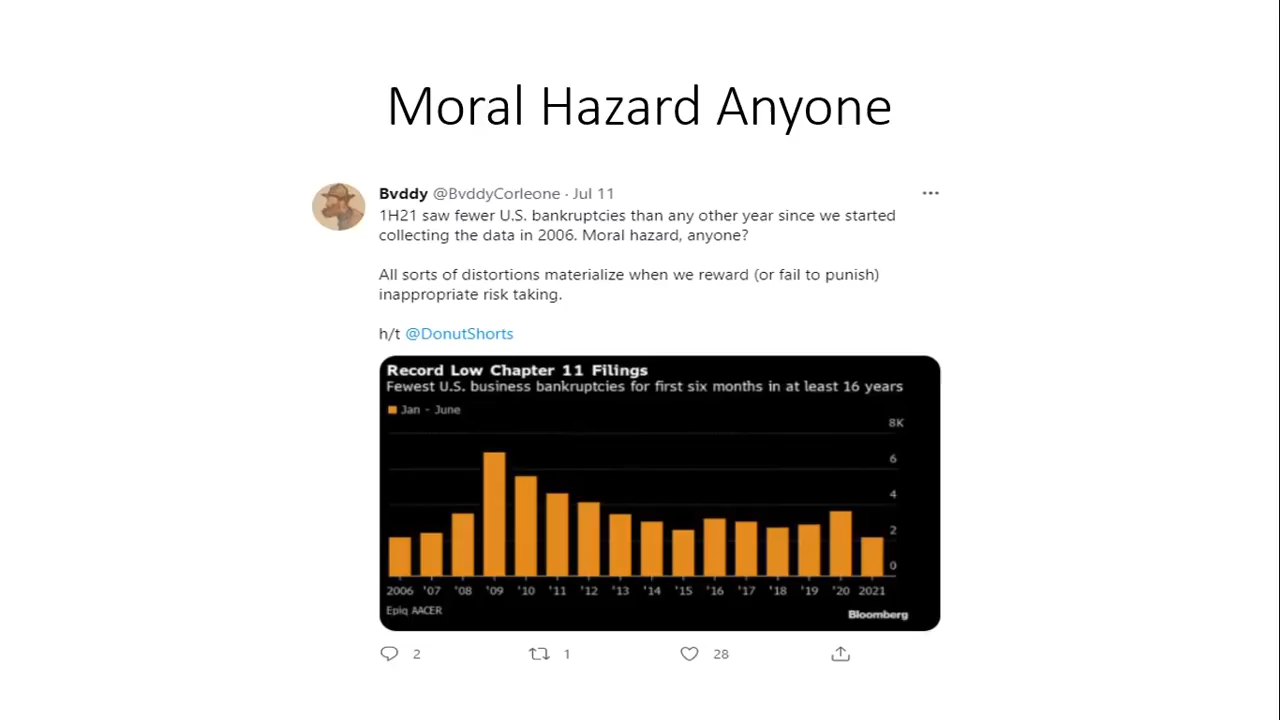 Moral Hazard Anyone
Bvddy @BvddyCorleone · Jul 11
1H21 saw fewer U.S. bankruptcies than any other year since we started
collecting the data in 2006. Moral hazard, anyone?
All sorts of distortions materialize when we reward (or fail to punish)
inappropriate risk taking.
h/t @DonutShorts
Record Low Chapter 11 Filings
Fewest U.S. business bankruptcies for first six months in at least 16 years
Jan - June
8K
6
4
2
0
2006 '07 '08 '09 '10 '11 '12 '13 '14 '15 '16 '17 '18 '19 '20 2021
Epiq AACER
Bloomberg
2 1 28